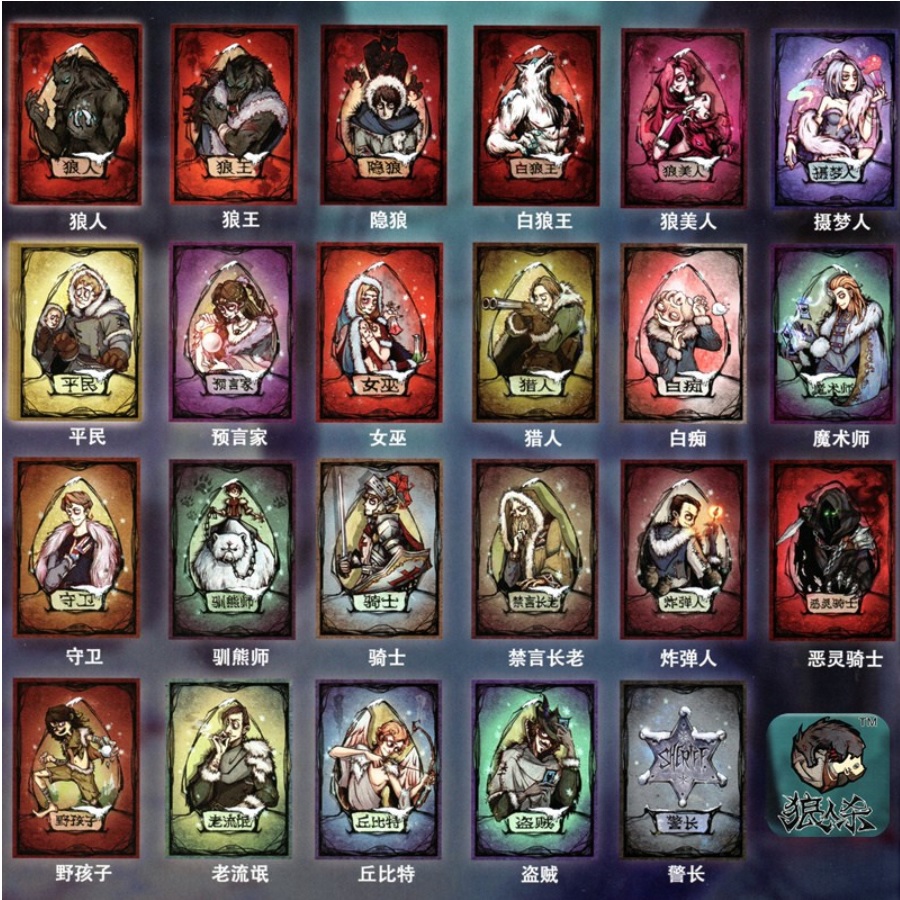 狼人
狼王
隐狼
白狼王
狼美人
摄梦人
狼人
狼王
隐狼
白狼王
狼美人
摄梦人
平民
预言家
女巫
猎人
白痴
魔术师
平民
预言家
女巫
猎人
白痴
魔术师
守卫
驯熊师
骑士
禁言长老
炸弹人
恶灵骑士
守卫
驯熊师
骑士
禁言长老
炸弹人
恶灵骑士
SHERIFF
TM
狼人杀
野孩子
老流氓
丘比特
盗贼
警长
野孩子
老流氓
丘比特
盗贼
警长